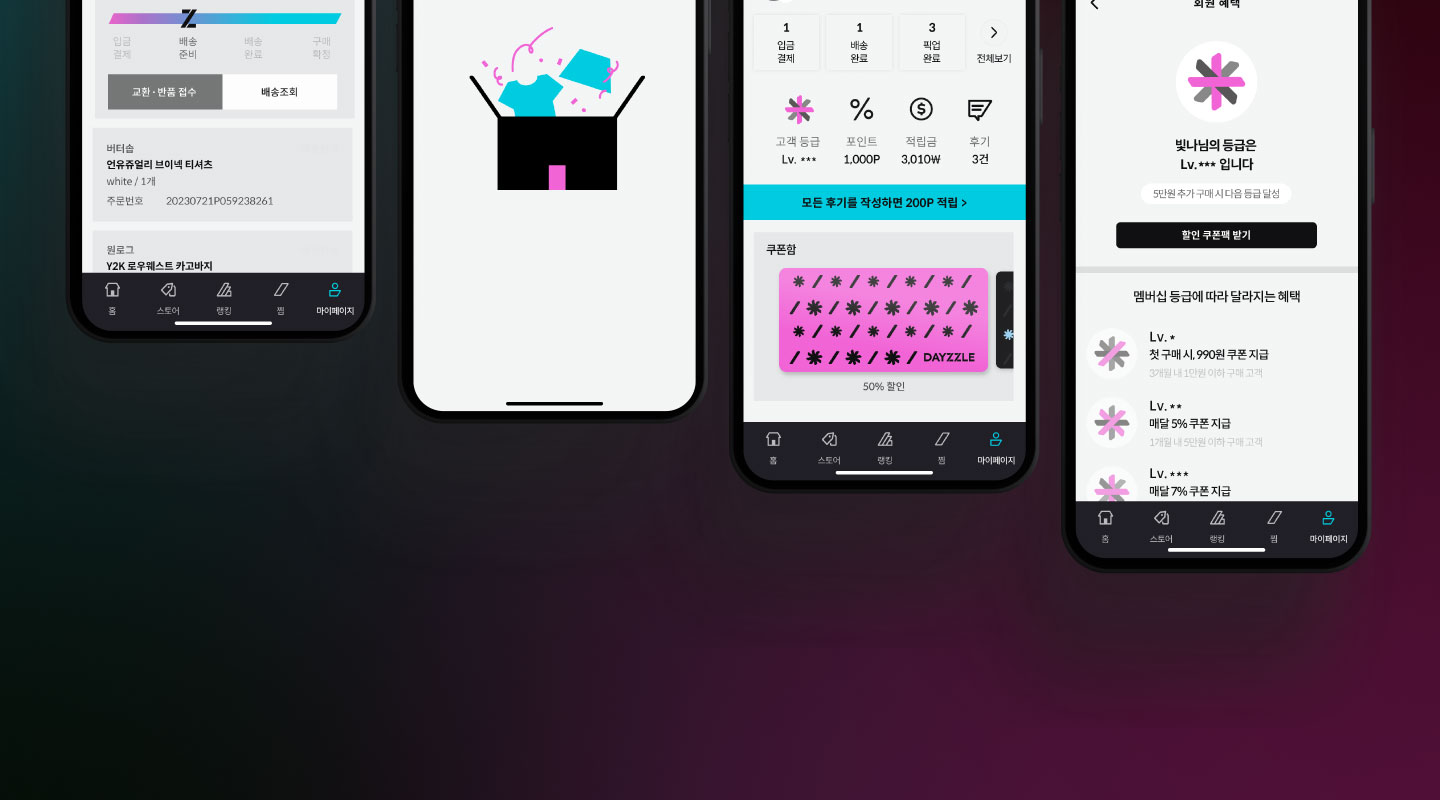 입금
결제
배송
준비
배송
완료
구매
확정
교환 · 반품 접수
배송조회
버터솝
언유쥬얼리 브이넥 티셔츠
white / 1개
주문번호 20230721P059238261
원로그
Y2K 로우웨스트 카고바지
홈
스토어
랭킹
찜
마이페이지
1
입금
결제
1
배송
완료
3
픽업
완료
전체보기
고객 등급
Lv. ***
포인트
1,000P
적립금
3,010₩
후기
3건
모든 후기를 작성하면 200P 적립 >
쿠폰함
DAYZZLE
50% 할인
홈
스토어
랭킹
찜
마이페이지
회원 혜택
빛나님의 등급은
Lv.*** 입니다
5만원 추가 구매 시 다음 등급 달성
할인 쿠폰팩 받기
멤버십 등급에 따라 달라지는 혜택
Lv. *
첫 구매 시, 990원 쿠폰 지급
3개월 내 1만원 이하 구매 고객
Lv. **
매달 5% 쿠폰 지급
1개월 내 5만원 이하 구매 고객
Lv. ***
매달 7% 쿠폰 지급
홈
스토어
랭킹
찜
마이페이지